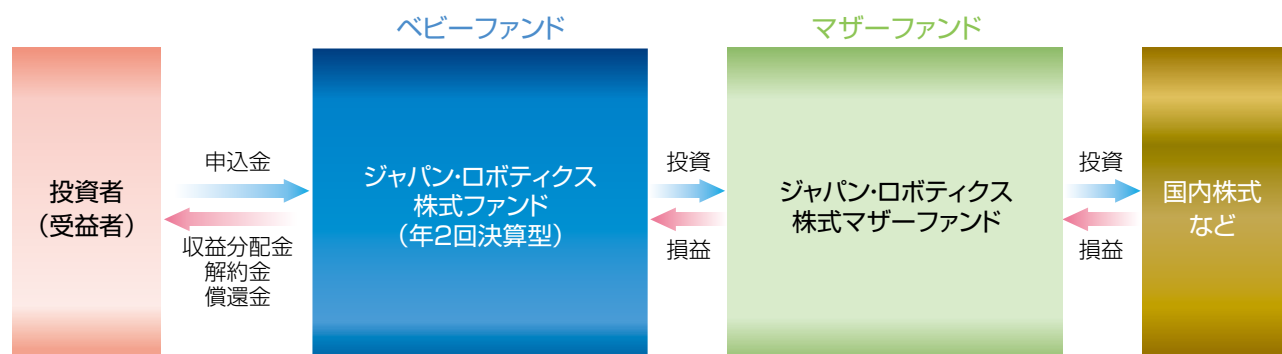 ベビーファンド
マザーファンド
投資者
（受益者）
申込金
収益分配金
解約金
償還金
ジャパン・ロボティクス
株式ファンド
（年2回決算型）
投資
損益
ジャパン・ロボティクス
株式マザーファンド
投資
損益
国内株式
など